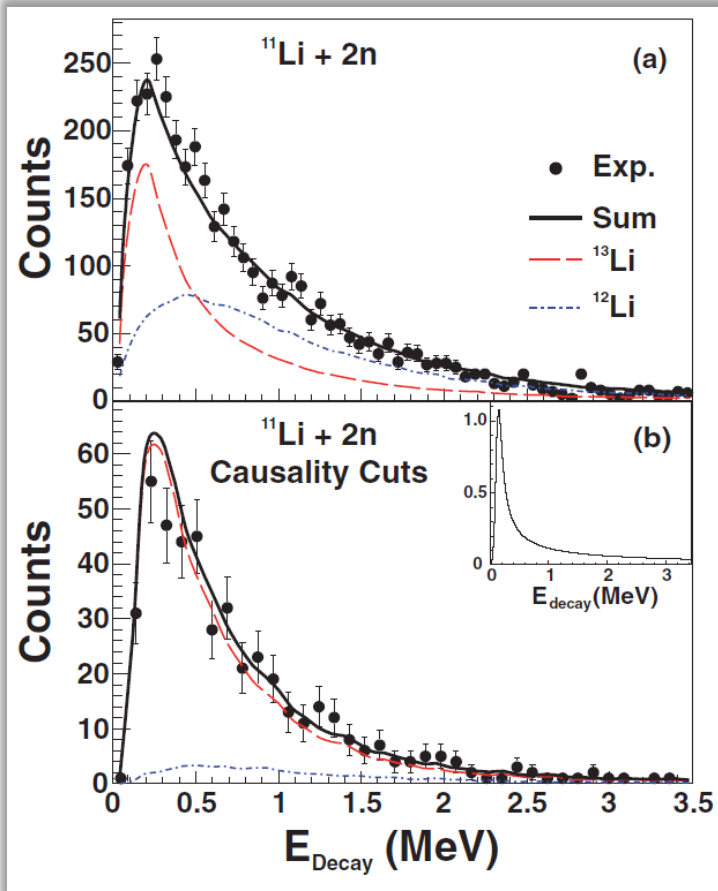 ¹¹Li + 2n
(a)
Counts
250
200
150
100
50
0
Exp.
Sum
¹³Li
¹²Li
¹¹Li + 2n
Causality Cuts
(b)
Counts
60
50
40
30
20
10
0
1.0
0.5
0
0 1 2 3
E_decay(MeV)
0 0.5 1 1.5 2 2.5 3 3.5
E_Decay (MeV)